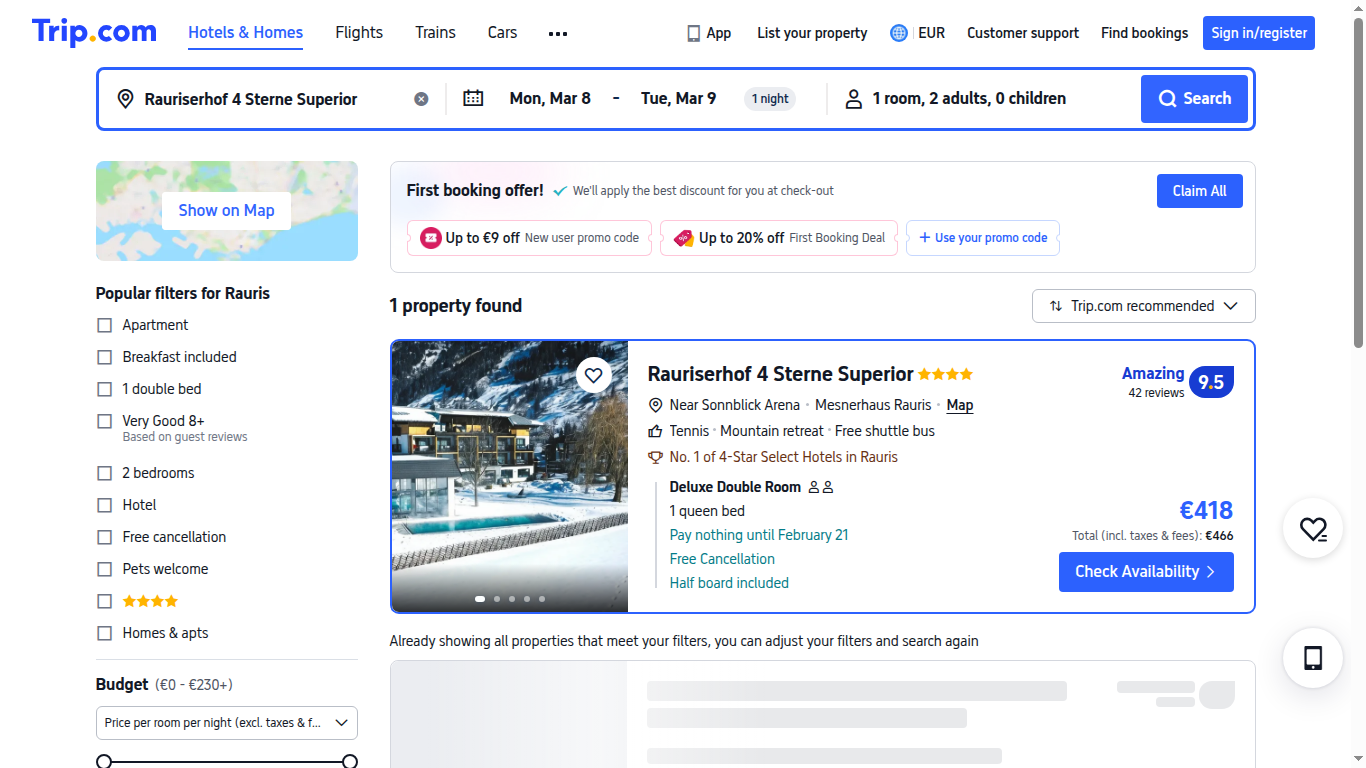 Trip.com
Hotels & Homes
Flights
Trains
Cars
App
List your property
EUR
Customer support
Find bookings
Sign in/register
Rauriserhof 4 Sterne Superior
Mon, Mar 8 - Tue, Mar 9
1 night
1 room, 2 adults, 0 children
Search
Show on Map
First booking offer!
We'll apply the best discount for you at check-out
Claim All
Up to €9 off New user promo code
Up to 20% off First Booking Deal
+ Use your promo code
Popular filters for Rauris
Apartment
Breakfast included
1 double bed
Very Good 8+
Based on guest reviews
2 bedrooms
Hotel
Free cancellation
Pets welcome
Homes & apts
Budget (€0 - €230+)
Price per room per night (excl. taxes & f...
1 property found
Trip.com recommended
Rauriserhof 4 Sterne Superior
Amazing
42 reviews
9.5
Near Sonnblick Arena · Mesnerhaus Rauris · Map
Tennis · Mountain retreat · Free shuttle bus
No. 1 of 4-Star Select Hotels in Rauris
Deluxe Double Room
1 queen bed
Pay nothing until February 21
Free Cancellation
Half board included
€418
Total (incl. taxes & fees): €466
Check Availability
Already showing all properties that meet your filters, you can adjust your filters and search again